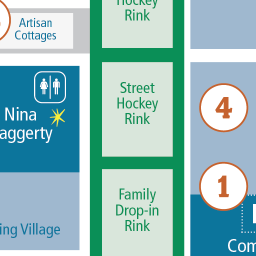 Hockey
Rink
Artisan
Cottages
Street
Hockey
Rink
4
Nina
aggerty
1
Family
Drop-in
Rink
ing Village
Com